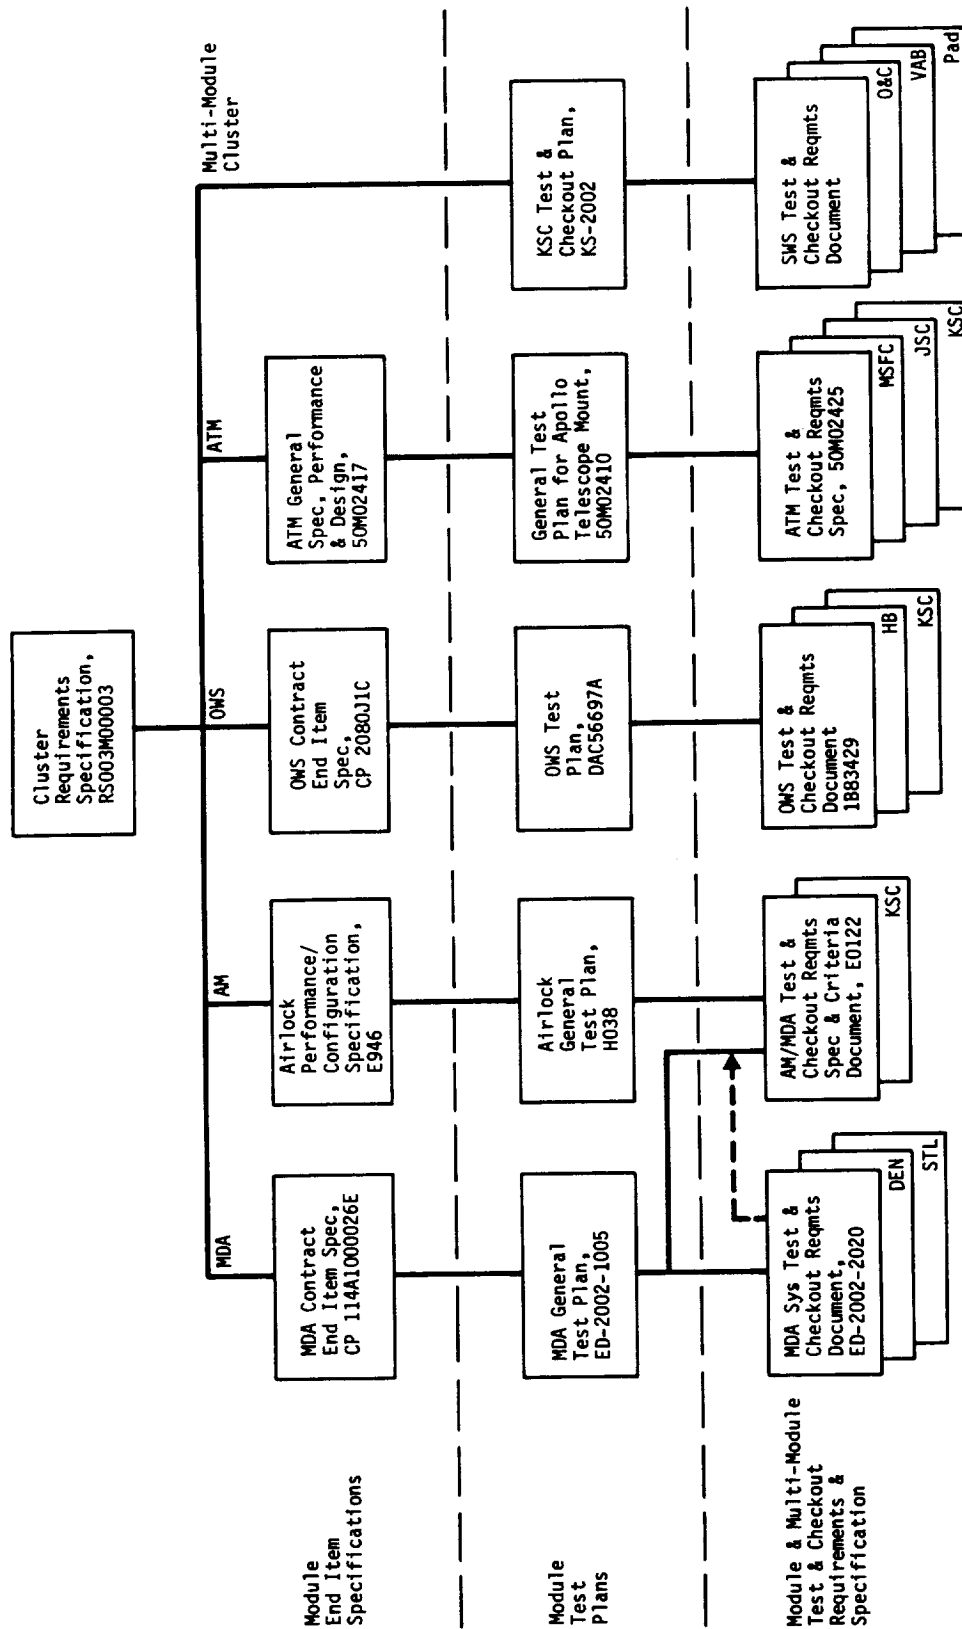 Cluster
Requirements
Specification,
RS003M00003
MDA
AM
OWS
ATM
Multi-Module
Cluster
Module
End Item
Specifications
MDA Contract
End Item Spec,
CP 114A1000026E
Airlock
Performance/
Configuration
Specification,
E946
OWS Contract
End Item
Spec,
CP 2080J1C
ATM General
Spec, Performance
& Design,
50M02417
Module
Test
Plans
MDA General
Test Plan,
ED-2002-1005
Airlock
General
Test Plan,
H038
OWS Test
Plan,
DAC56697A
General Test
Plan for Apollo
Telescope Mount,
50M02410
KSC Test &
Checkout Plan,
KS-2002
Module & Multi-Module
Test & Checkout
Requirements &
Specification
MDA Sys Test &
Checkout Reqmts
Document,
ED-2002-2020
DEN
STL
AM/MDA Test &
Checkout Reqmts
Spec & Criteria
Document, E0122
KSC
OWS Test &
Checkout Reqmts
Document
1B83429
HB
KSC
ATM Test &
Checkout Reqmts
Spec, 50M02425
MSFC
JSC
KSC
SWS Test &
Checkout Reqmts
Document
O&C
VAB
Pad